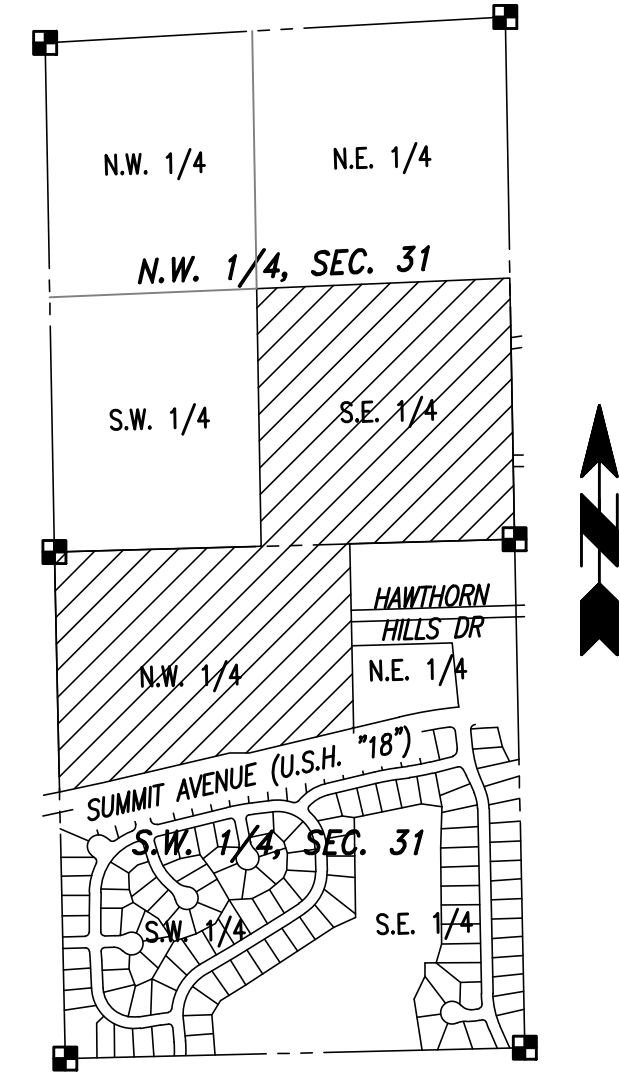 N.W. 1/4
N.E. 1/4
N.W. 1/4, SEC. 31
S.W. 1/4
S.E. 1/4
N
HAWTHORN
HILLS DR
N.W. 1/4
N.E. 1/4
SUMMIT AVENUE (U.S.H. "18")
S.W. 1/4, SEC. 31
S.W. 1/4
S.E. 1/4